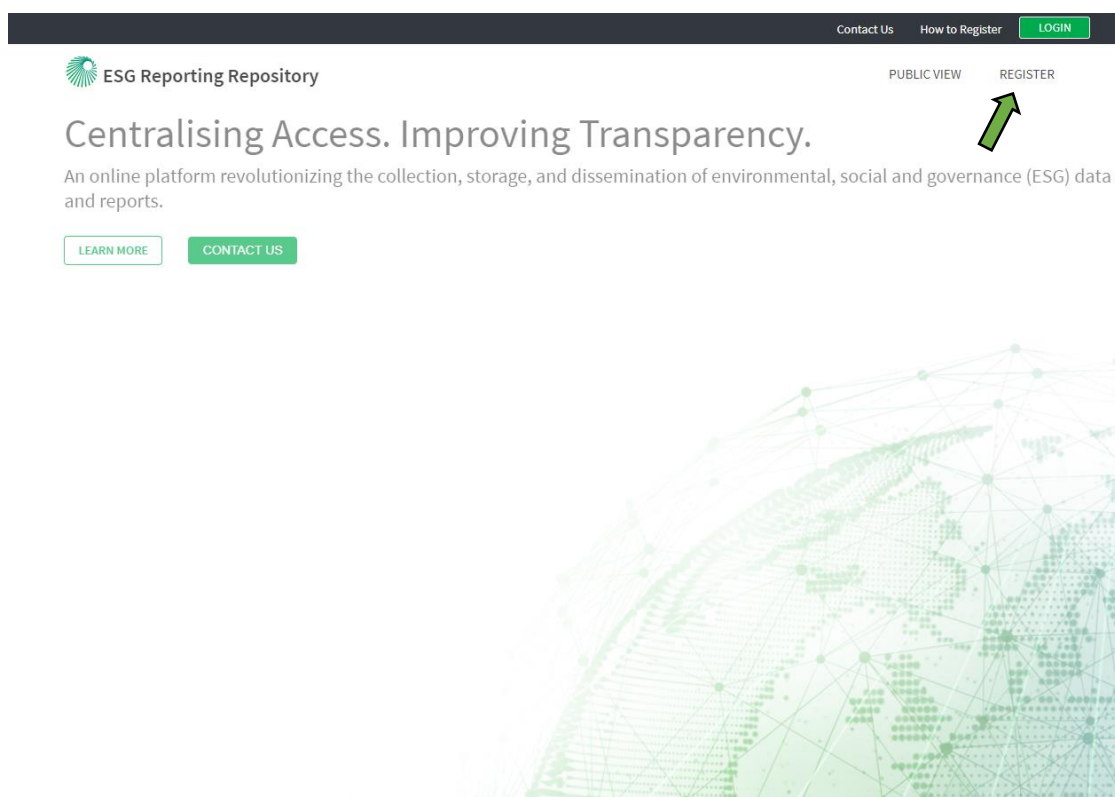 Contact Us How to Register LOGIN
ESG Reporting Repository PUBLIC VIEW REGISTER
Centralising Access. Improving Transparency.
An online platform revolutionizing the collection, storage, and dissemination of environmental, social and governance (ESG) data
and reports.
LEARN MORE CONTACT US